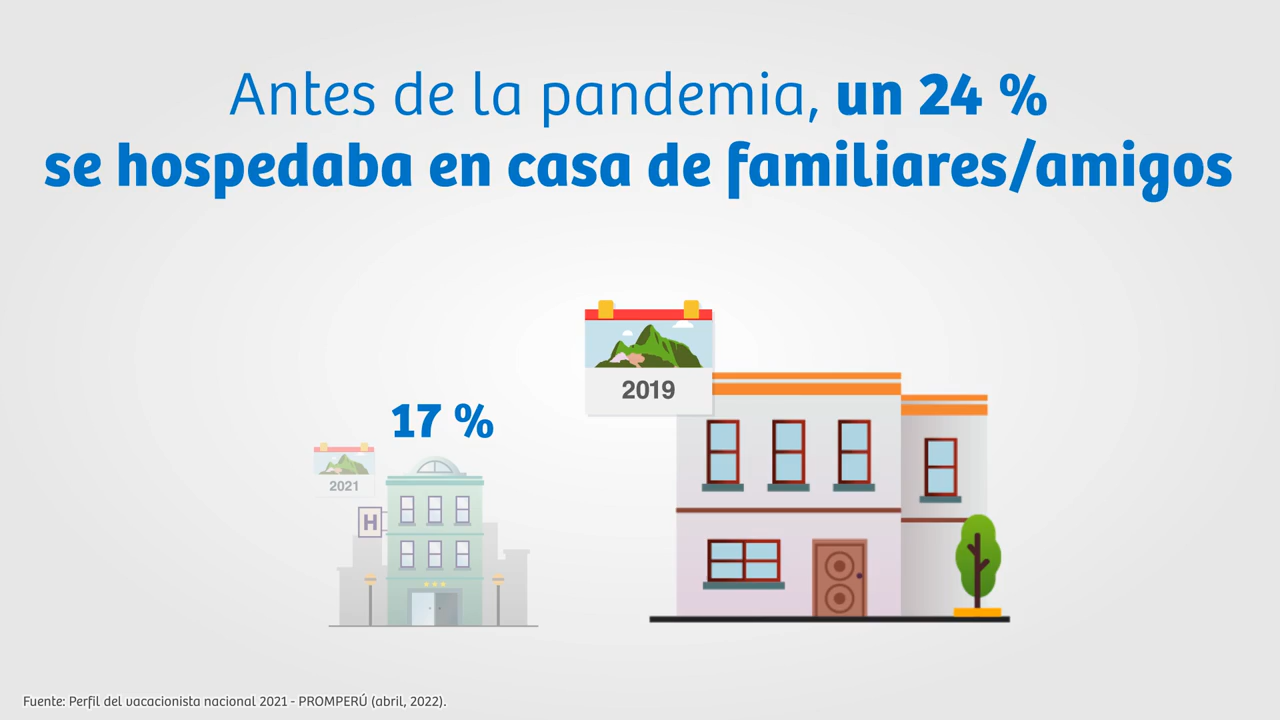 Antes de la pandemia, un 24 %
se hospedaba en casa de familiares/amigos
2019
17 %
2021
H
Fuente: Perfil del vacacionista nacional 2021 - PROMPERÚ (abril, 2022).